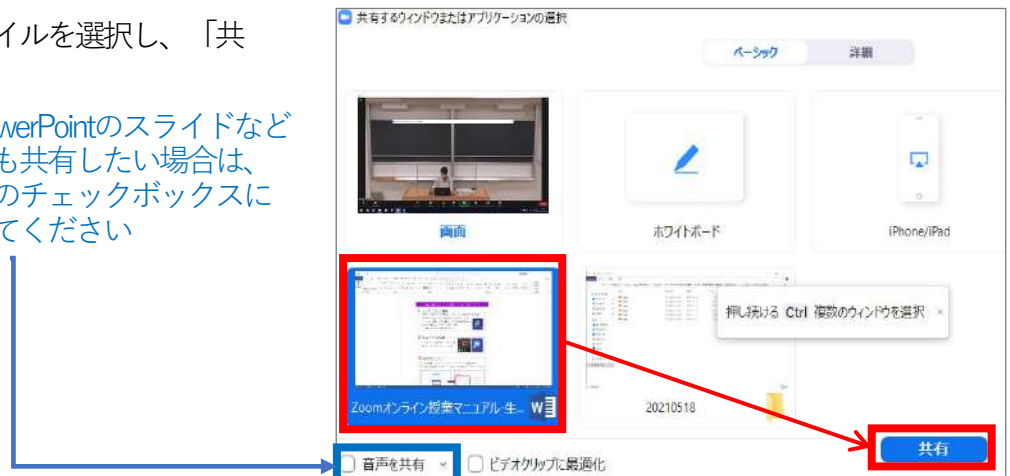 イルを選択し、「共
werPointのスライドなど
も共有したい場合は、
のチェックボックスに
てください
共有するウィンドウまたはアプリケーションの選択
ベーシック 詳細
画面
ホワイトボード
iPhone/iPad
押し続ける Ctrl 複数のウィンドウを選択 ×
Zoomオンライン授業マニュアル-生... W
20210518
共有
音声を共有
ビデオクリップに最適化